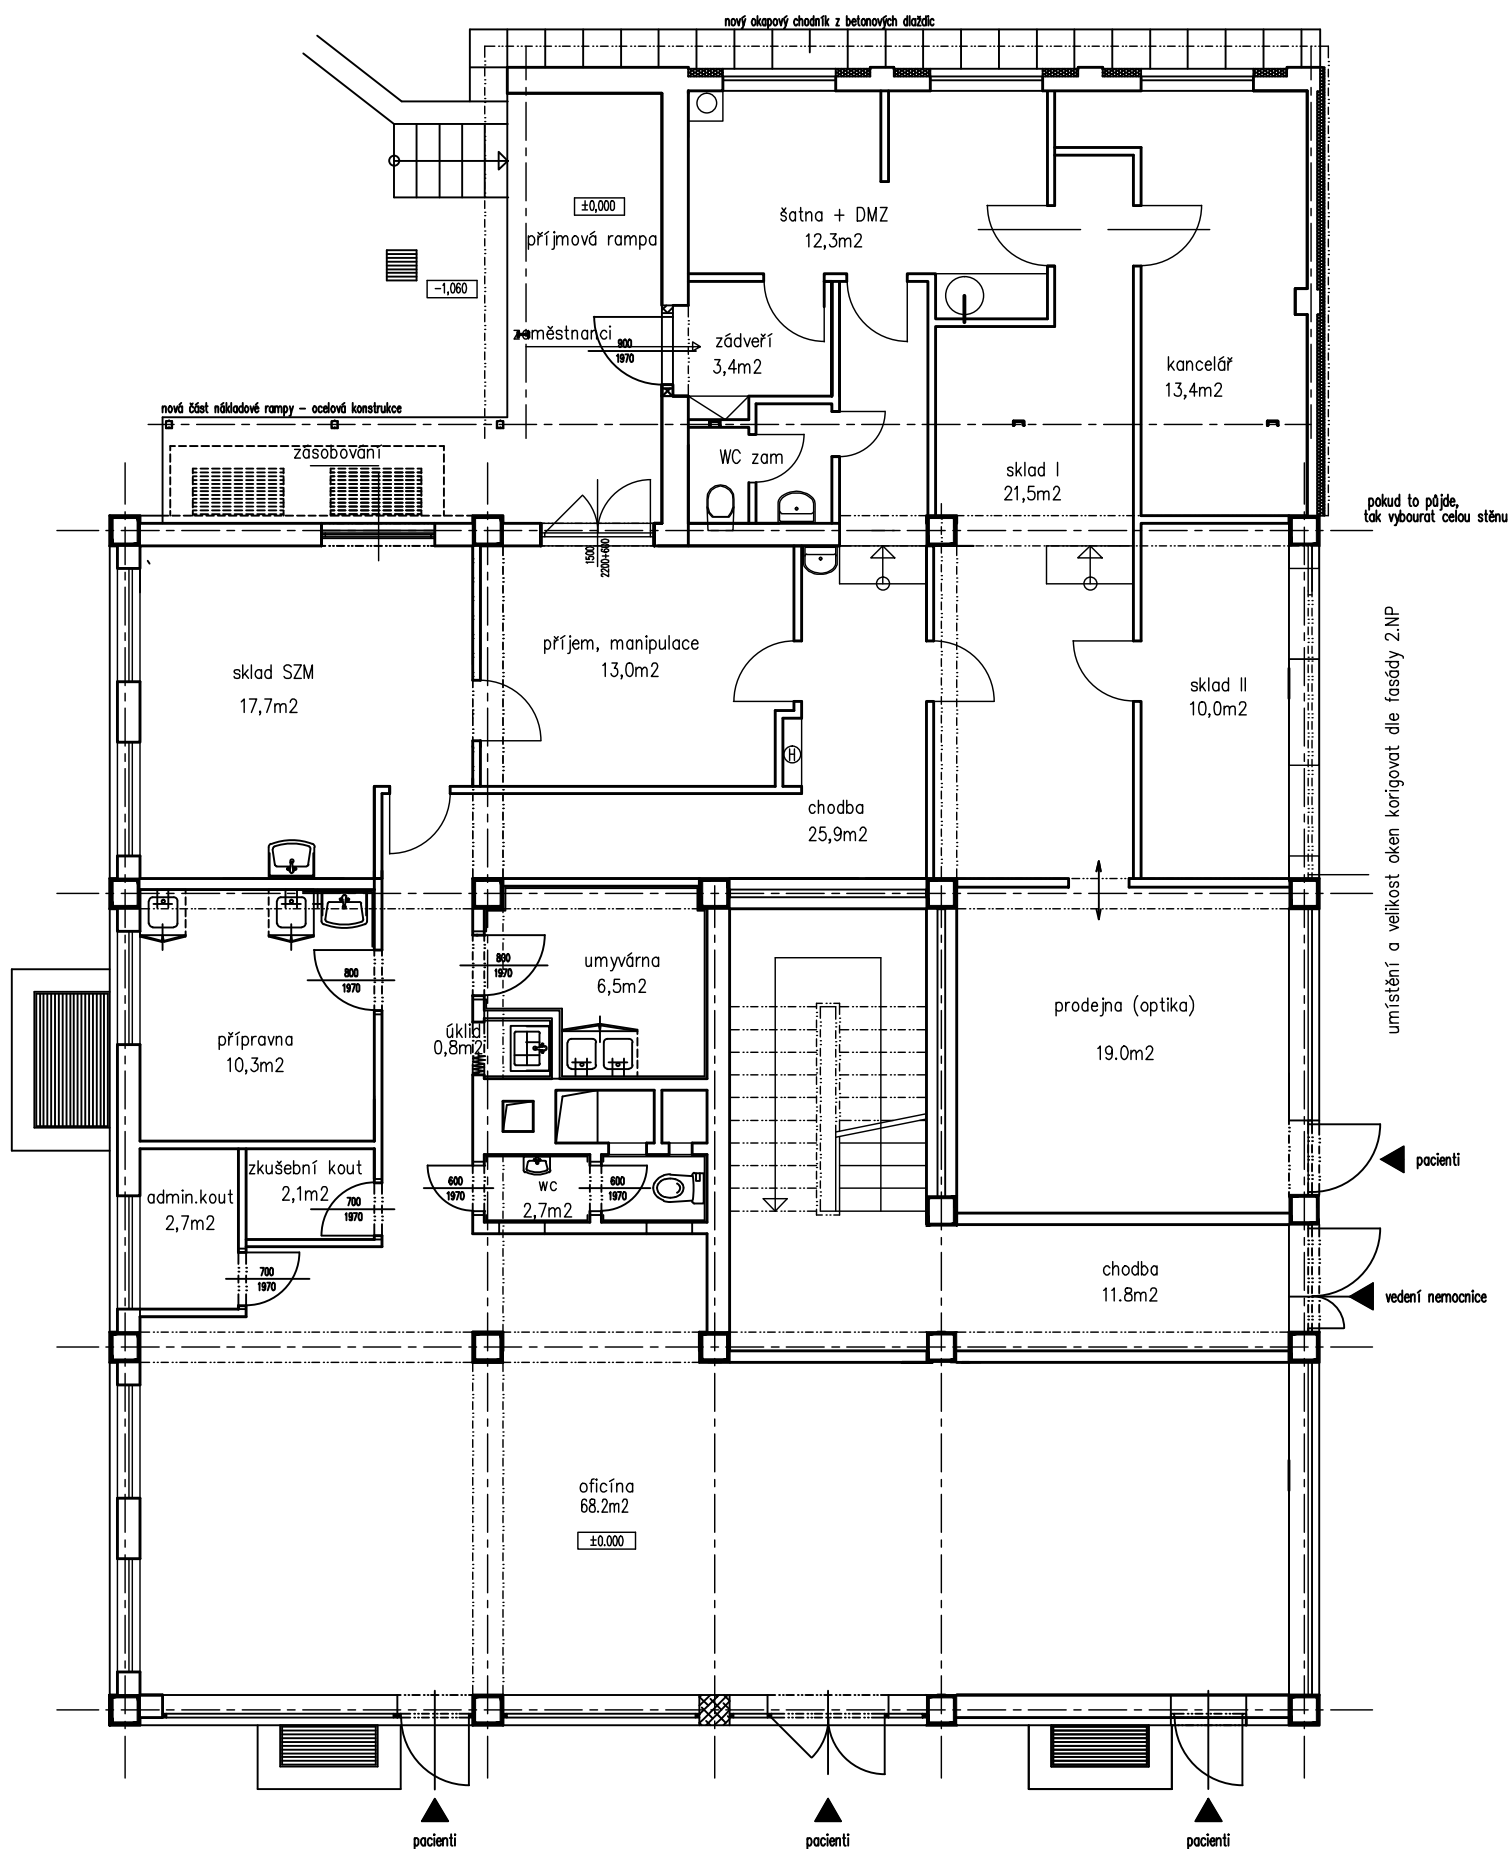 nový okapový chodník z betonových dlaždic
±0,000
příjmová rampa
-1,060
šatna + DMZ
12,3m2
zaměstnanci
900
1970
zádveří
3,4m2
kancelář
13,4m2
nová část nákladové rampy - ocelová konstrukce
zásobování
WC zam
sklad I
21,5m2
pokud to půjde,
tak vybourat celou stěnu
1500
2200+600
umístění a velikost oken korigovat dle fasády 2.NP
sklad SZM
17,7m2
příjem, manipulace
13,0m2
sklad II
10,0m2
H
chodba
25,9m2
800
1970
800
1970
umyvárna
6,5m2
prodejna (optika)
19.0m2
přípravna
10,3m2
úklid
0,8m2
pacienti
zkušební kout
2,1m2
admin.kout
2,7m2
700
1970
600
1970
wc
2,7m2
600
1970
700
1970
chodba
11.8m2
vedení nemocnice
oficína
68.2m2
±0.000
pacienti
pacienti
pacienti